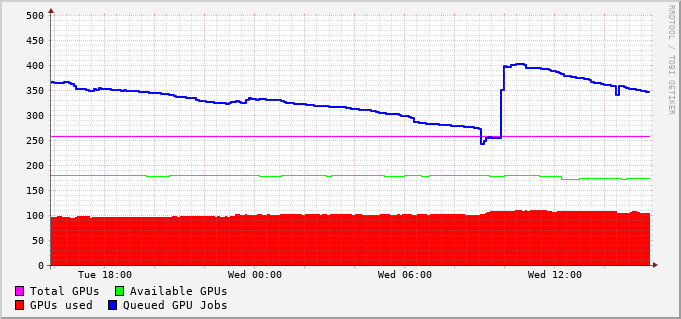 500
450
400
350
300
250
200
150
100
50
0
Tue 18:00 Wed 00:00 Wed 06:00 Wed 12:00
Total GPUs Available GPUs
GPUs used Queued GPU Jobs
RRDTOOL / TOBI OETIKER